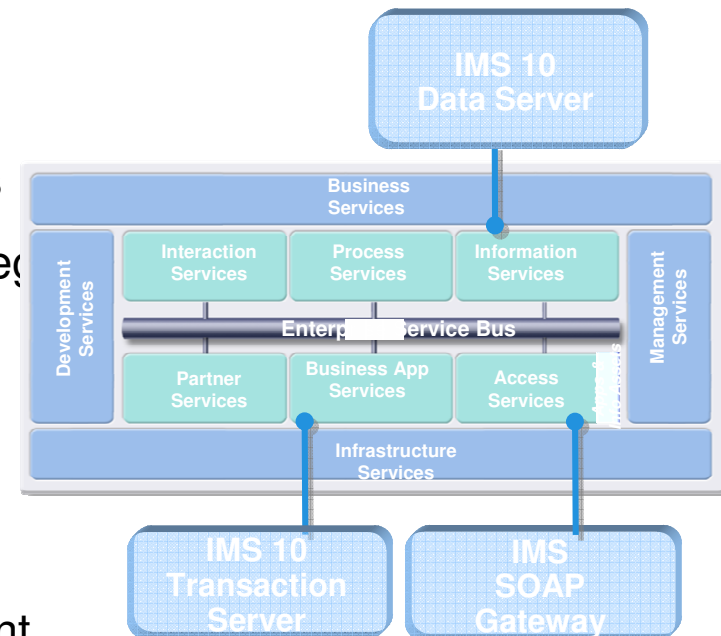 IMS 10
Data Server
Business
Services
Interaction
Services
Process
Services
Information
Services
Development
Services
Management
Services
Service Bus
Partner
Services
Business App
Services
Access
Services
Infrastructure
Services
IMS 10
Transaction
Server
IMS
SOAP
Gateway